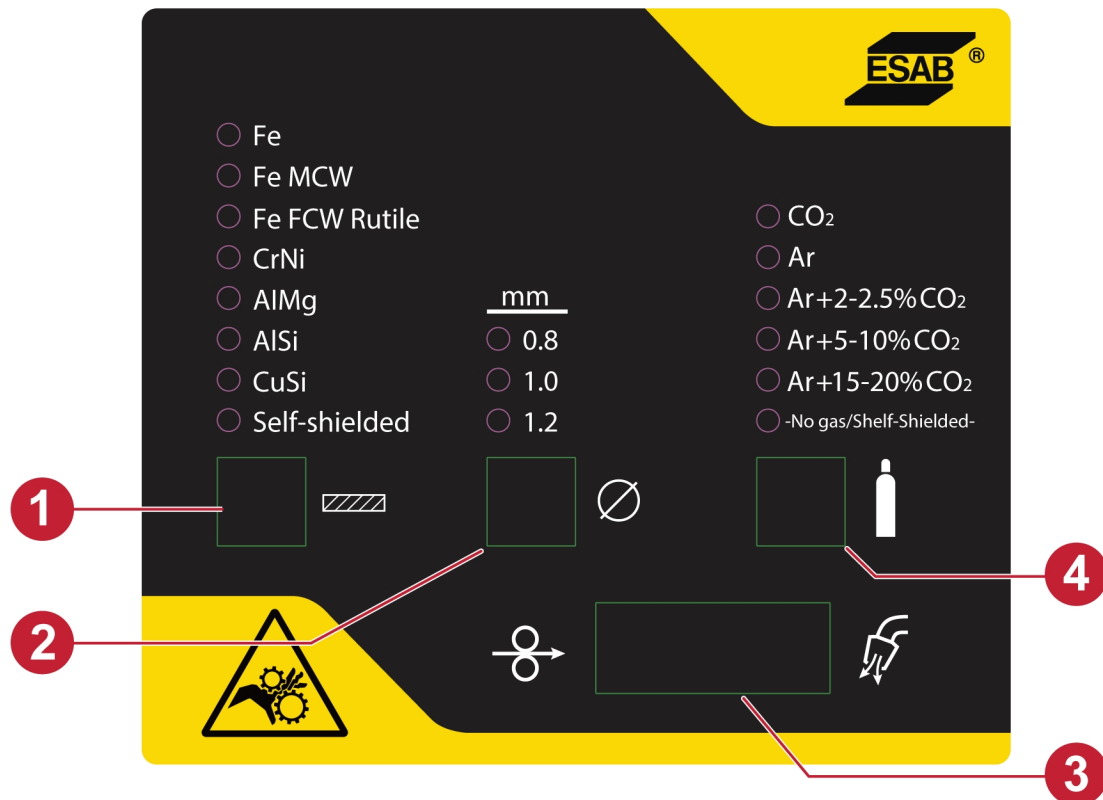 ESAB ®
Fe
Fe MCW
Fe FCW Rutile
CrNi
AlMg
AlSi
CuSi
Self-shielded
mm
0.8
1.0
1.2
CO₂
Ar
Ar+2-2.5% CO₂
Ar+5-10% CO₂
Ar+15-20% CO₂
-No gas/Shelf-Shielded-
1
2
4
3